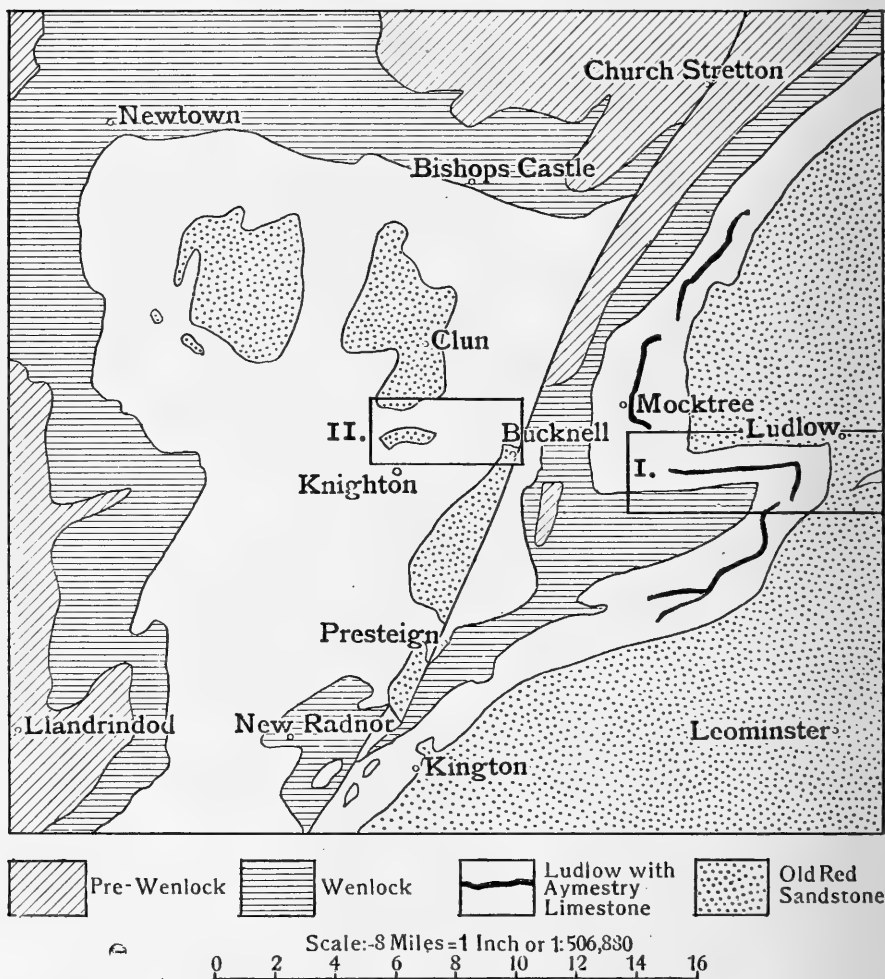 Church Stretton
Newtown
Bishops Castle
Clun
Mocktree
II.
Bucknell
Ludlow
I.
Knighton
Presteign
Llandrindod
New Radnor
Leominster
Kington
Pre-Wenlock
Wenlock
Ludlow with
Aymestry
Limestone
Old Red
Sandstone
Scale:-8 Miles=1 Inch or 1:506,880
0 2 4 6 8 10 12 14 16